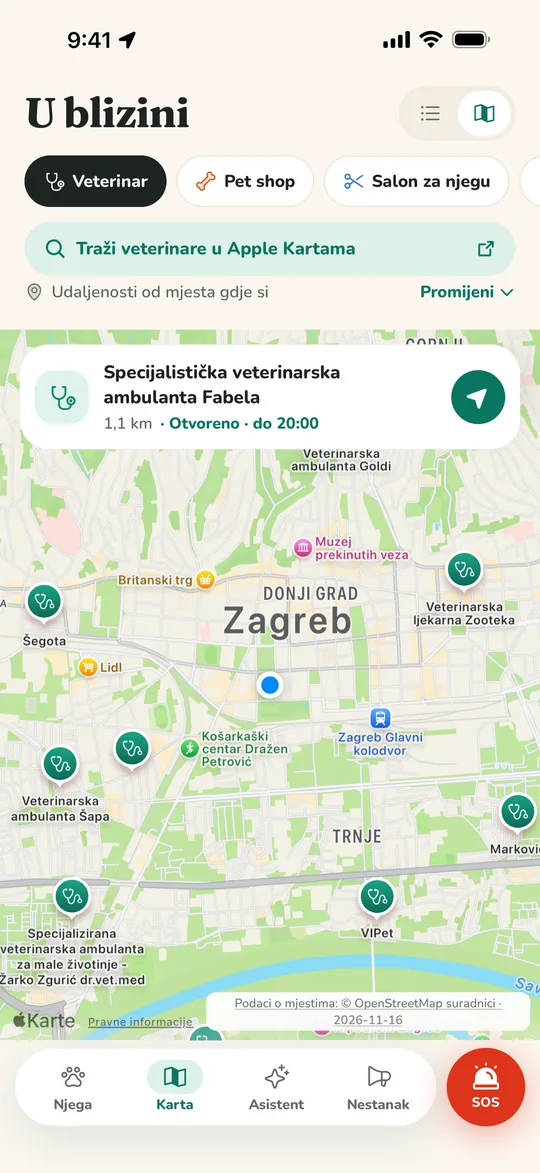 9:41
U blizini
Veterinar
Pet shop
Salon za njegu
Traži veterinare u Apple Kartama
Udaljenosti od mjesta gdje si
Promijeni
Specijalistička veterinarska
ambulanta Fabela
1,1 km · Otvoreno · do 20:00
Veterinarska
ambulanta Goldi
Muzej
prekinutih veza
Britanski trg
DONJI GRAD
Zagreb
Veterinarska
ljekarna Zooteka
Šegota
Lidl
Košarkaški
centar Dražen
Petrović
Zagreb Glavni
kolodvor
Veterinarska
ambulanta Šapa
TRNJE
Markovi
Specijalizirana
veterinarska ambulanta
za male životinje -
Žarko Zgurić dr.vet.med
VIPet
Sav
Karte
Pravne informacije
Podaci o mjestima: © OpenStreetMap suradnici ·
2026-11-16
Njega
Karta
Asistent
Nestanak
SOS